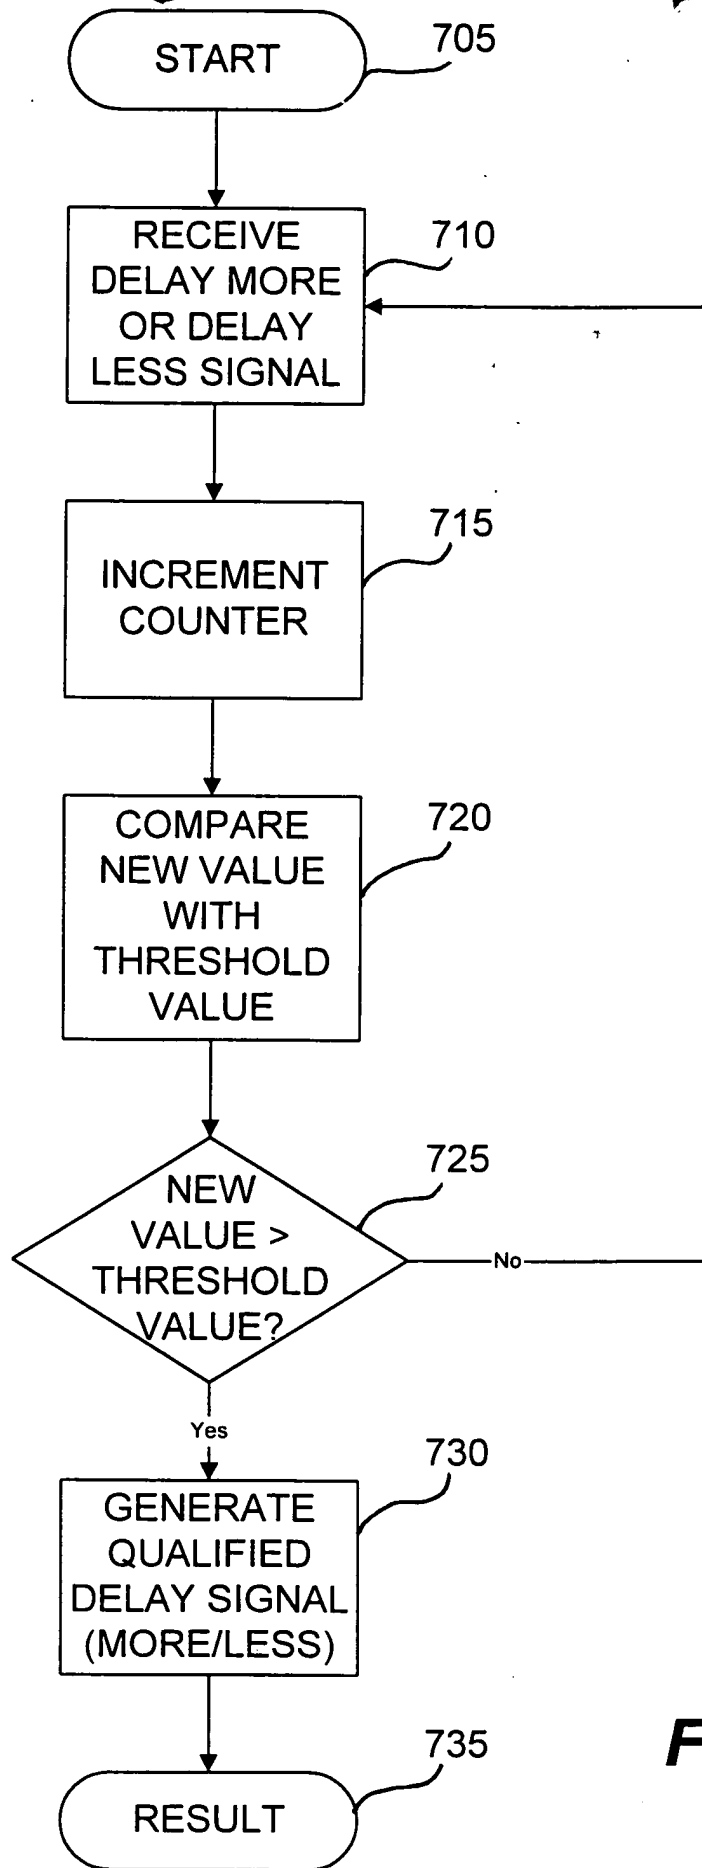 START
705
RECEIVE
DELAY MORE
OR DELAY
LESS SIGNAL
710
INCREMENT
COUNTER
715
COMPARE
NEW VALUE
WITH
THRESHOLD
VALUE
720
NEW
VALUE >
THRESHOLD
VALUE?
725
No
Yes
GENERATE
QUALIFIED
DELAY SIGNAL
(MORE/LESS)
730
RESULT
735
F